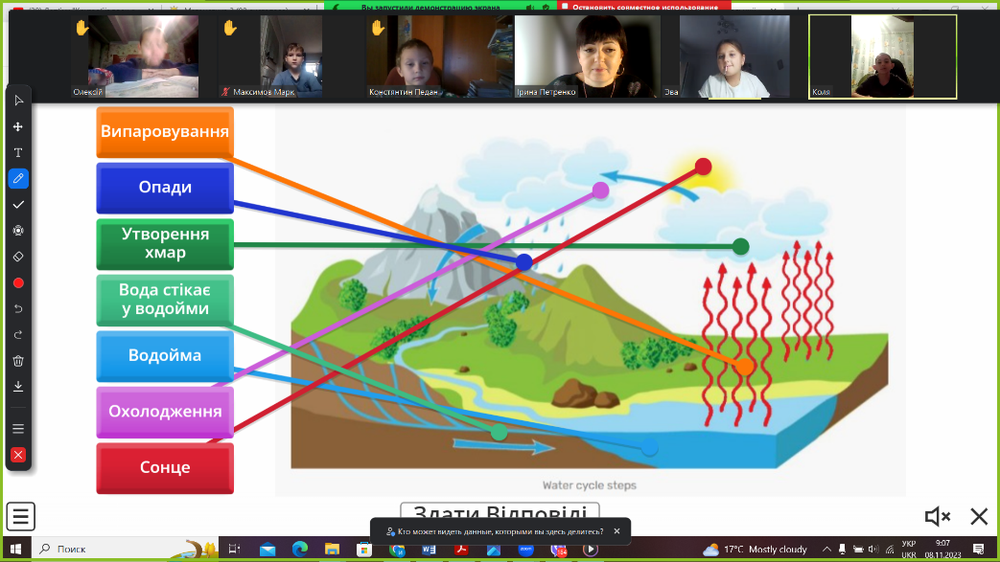 Вы запустили демонстрацию экрана
Остановить совместное использование
Олексій
Максимов Марк
Констянтин Педан
Ірина Петренко
Эва
Коля
Випаровування
Опади
Утворення
хмар
Вода стікає
у водойми
Водойма
Охолодження
Сонце
Water cycle steps
Здати Відповіді
Кто может видеть данные, которыми вы здесь делитесь?
Поиск
17°C Mostly cloudy
УКР
UKR
9:07
08.11.2023